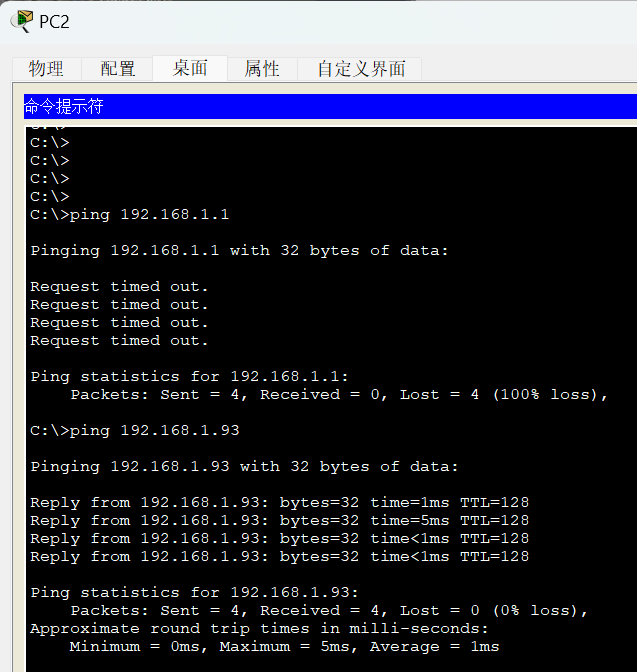 PC2
物理 配置 桌面 属性 自定义界面
命令提示符
C:\>
C:\>
C:\>
C:\>
C:\>
C:\>ping 192.168.1.1
Pinging 192.168.1.1 with 32 bytes of data:
Request timed out.
Request timed out.
Request timed out.
Request timed out.
Ping statistics for 192.168.1.1:
Packets: Sent = 4, Received = 0, Lost = 4 (100% loss),
C:\>ping 192.168.1.93
Pinging 192.168.1.93 with 32 bytes of data:
Reply from 192.168.1.93: bytes=32 time=1ms TTL=128
Reply from 192.168.1.93: bytes=32 time=5ms TTL=128
Reply from 192.168.1.93: bytes=32 time<1ms TTL=128
Reply from 192.168.1.93: bytes=32 time<1ms TTL=128
Ping statistics for 192.168.1.93:
Packets: Sent = 4, Received = 4, Lost = 0 (0% loss),
Approximate round trip times in milli-seconds:
Minimum = 0ms, Maximum = 5ms, Average = 1ms